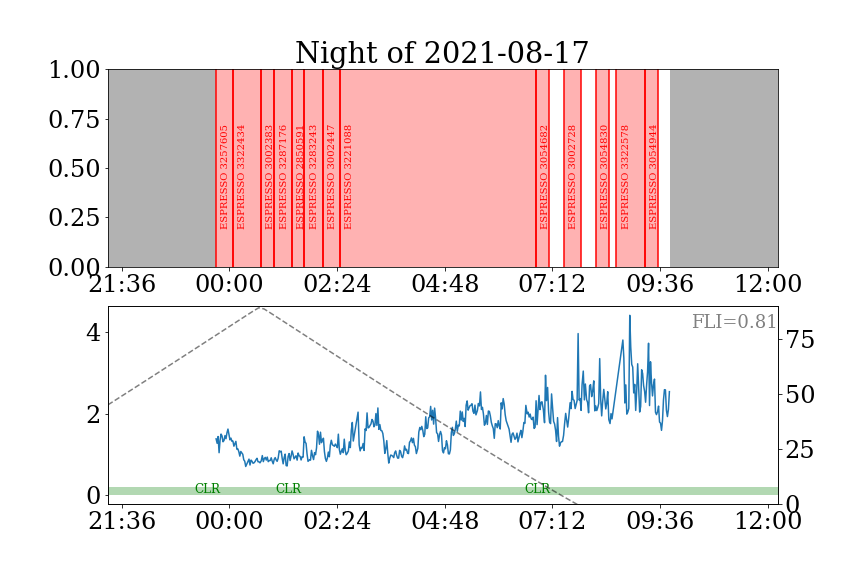 Night of 2021-08-17
1.00
0.75
0.50
0.25
0.00
ESPRESSO 3257605
ESPRESSO 3322434
ESPRESSO 3002383
ESPRESSO 3287176
ESPRESSO 2850591
ESPRESSO 3283243
ESPRESSO 3002447
ESPRESSO 3221088
ESPRESSO 3054682
ESPRESSO 3002728
ESPRESSO 3054830
ESPRESSO 3322578
ESPRESSO 3054944
21:36 00:00 02:24 04:48 07:12 09:36 12:00
FLI=0.81
4
2
0
75
50
25
0
CLR CLR CLR
21:36 00:00 02:24 04:48 07:12 09:36 12:00